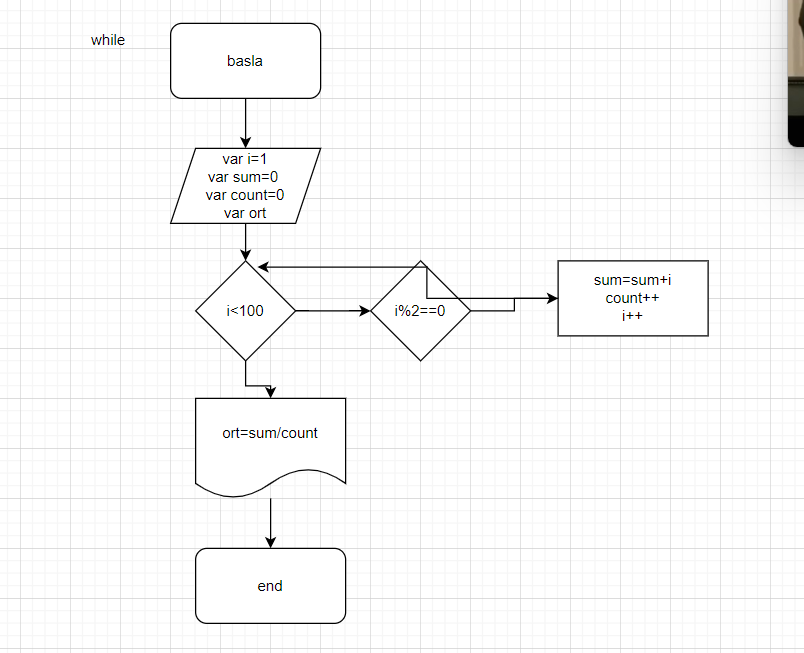 while
basla
var i=1
var sum=0
var count=0
var ort
i<100
i%2==0
sum=sum+i
count++
i++
ort=sum/count
end